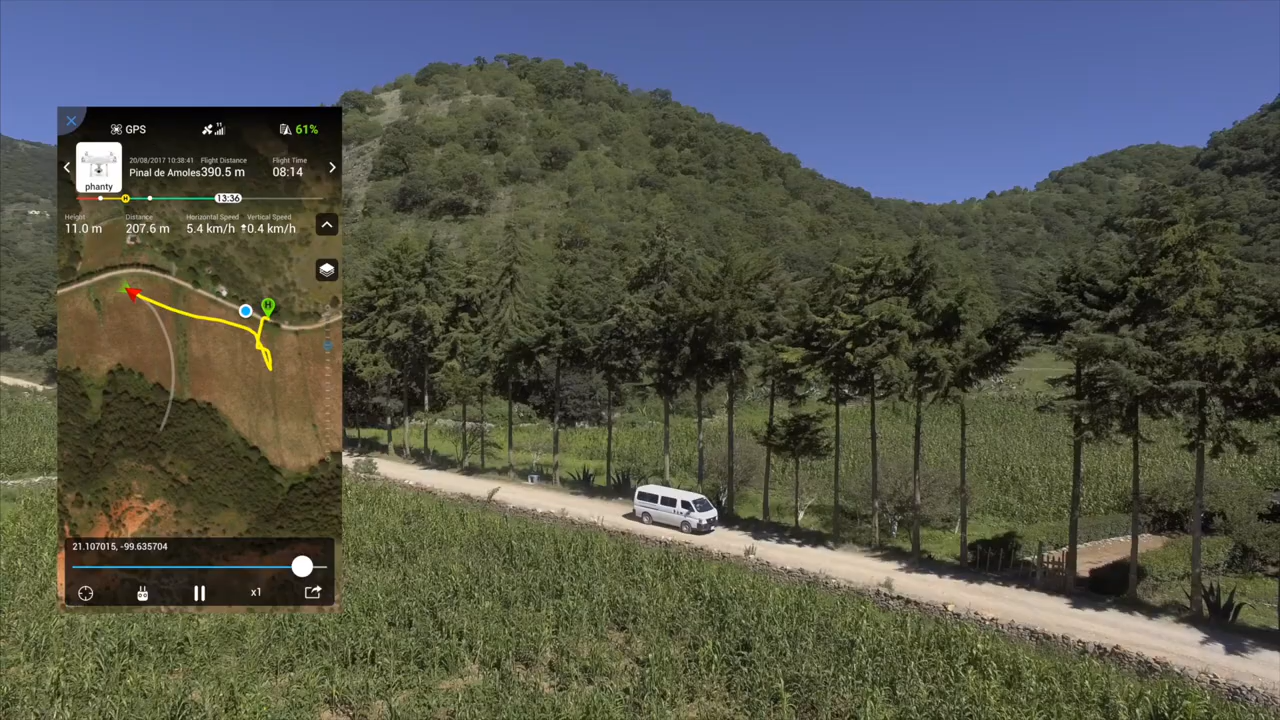 GPS
11
61%
20/08/2017 10:38:41 Flight Distance Flight Time
Pinal de Amoles 390.5 m 08:14
phanty
H
13:36
Height Distance Horizontal Speed Vertical Speed
11.0 m 207.6 m 5.4 km/h 0.4 km/h
H
21.107015, -99.635704
x1